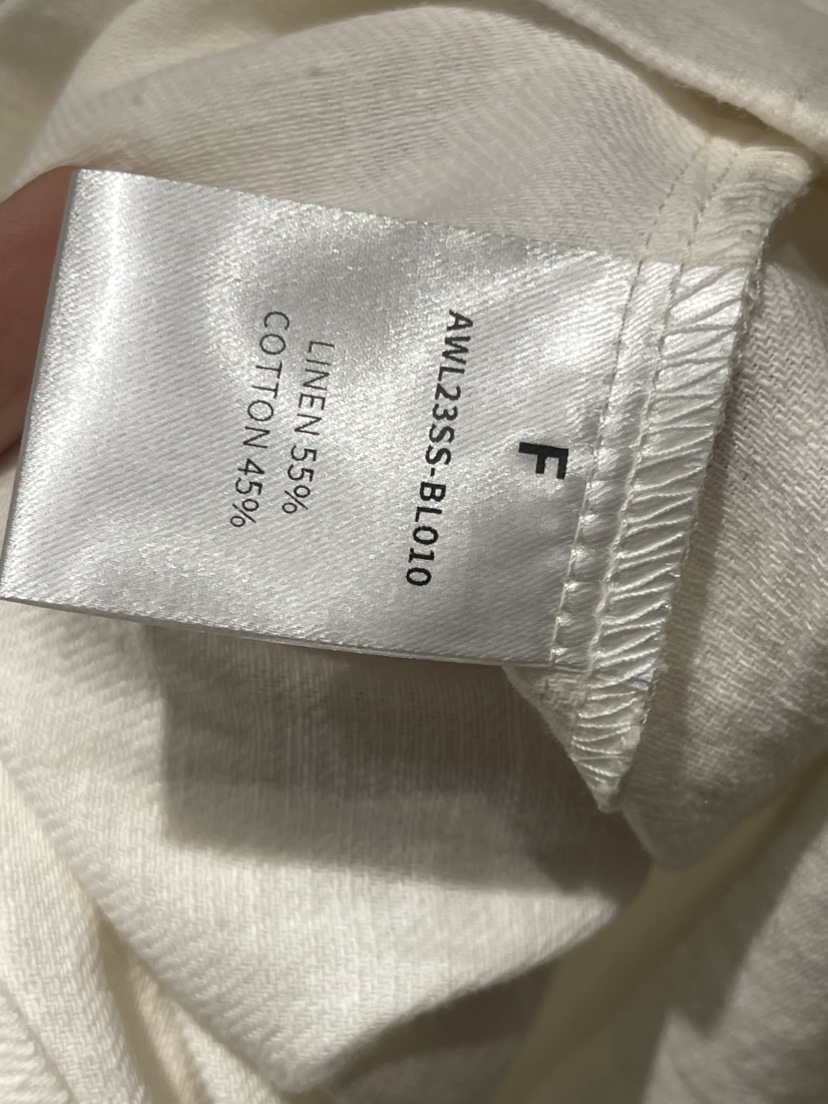 F
AWL23SS-BL010
LINEN 55%
COTTON 45%